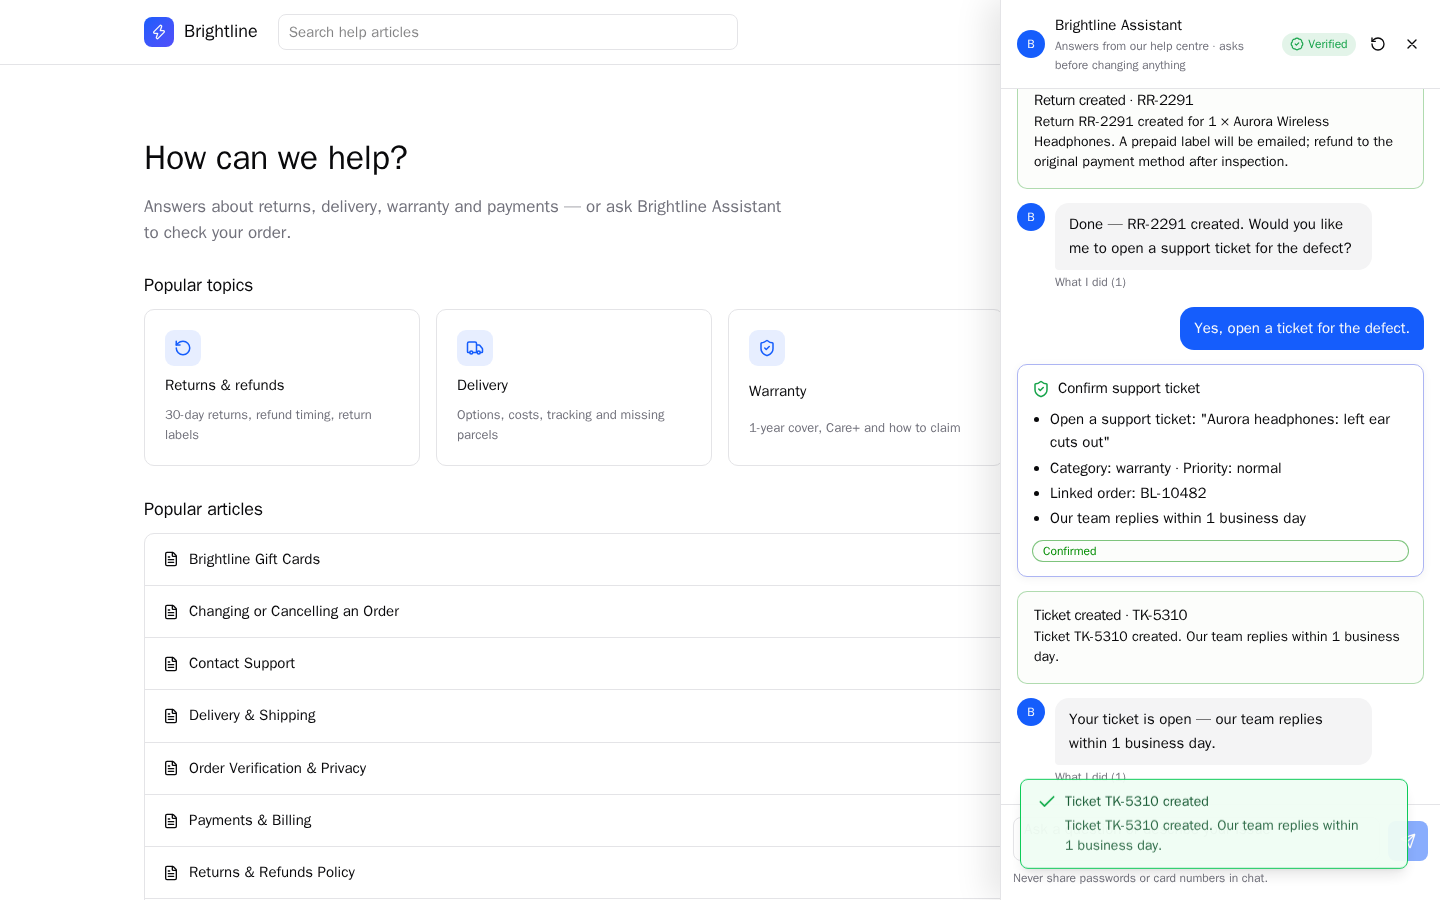 Brightline
Search help articles
How can we help?
Answers about returns, delivery, warranty and payments — or ask Brightline Assistant
to check your order.
Popular topics
Returns & refunds
30-day returns, refund timing, return
labels
Delivery
Options, costs, tracking and missing
parcels
Warranty
1-year cover, Care+ and how to claim
Popular articles
Brightline Gift Cards
Changing or Cancelling an Order
Contact Support
Delivery & Shipping
Order Verification & Privacy
Payments & Billing
Returns & Refunds Policy
B
Brightline Assistant
Answers from our help centre · asks
before changing anything
Verified
Return created · RR-2291
Return RR-2291 created for 1 × Aurora Wireless
Headphones. A prepaid label will be emailed; refund to the
original payment method after inspection.
B
Done — RR-2291 created. Would you like
me to open a support ticket for the defect?
What I did (1)
Yes, open a ticket for the defect.
Confirm support ticket
• Open a support ticket: "Aurora headphones: left ear
cuts out"
• Category: warranty · Priority: normal
• Linked order: BL-10482
• Our team replies within 1 business day
Confirmed
Ticket created · TK-5310
Ticket TK-5310 created. Our team replies within 1 business
day.
B
Your ticket is open — our team replies
within 1 business day.
What I did (1)
Ticket TK-5310 created
Ticket TK-5310 created. Our team replies within
1 business day.
Never share passwords or card numbers in chat.